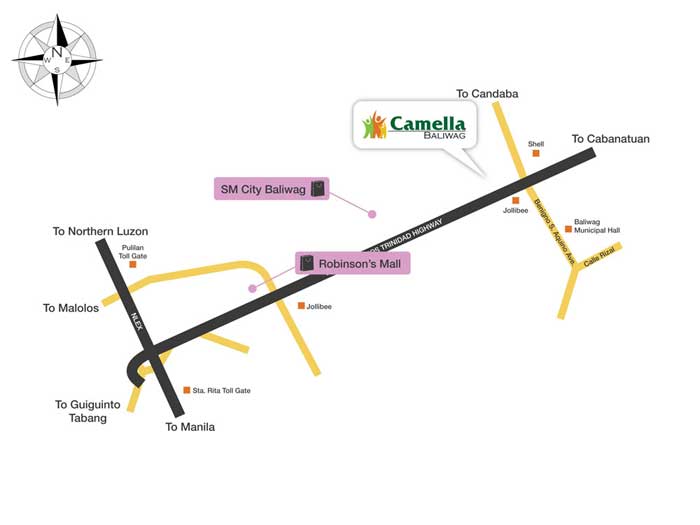 N
W E
S
To Candaba
Camella
BALIWAG
To Cabanatuan
Shell
SM City Baliwag
Jollibee
Benigno S. Aquino Ave.
Baliwag
Municipal Hall
Calle Rizal
To Northern Luzon
Pulilan
Toll Gate
TRINIDAD HIGHWAY
Robinson's Mall
To Malolos
NLEX
Jollibee
Sta. Rita Toll Gate
To Guiguinto
Tabang
To Manila